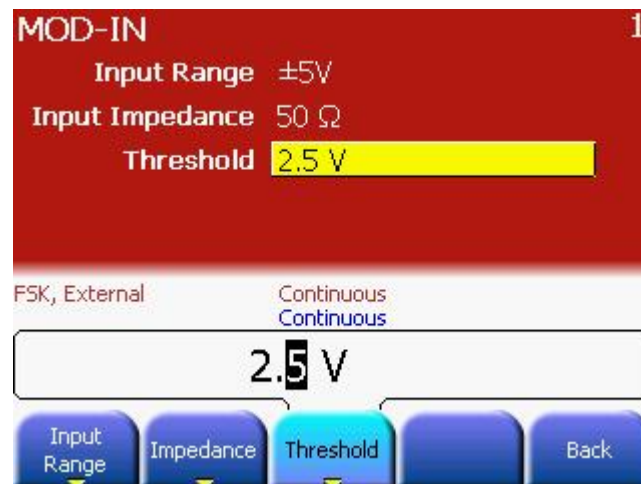 MOD-IN 1
Input Range ±5V
Input Impedance 50 Ω
Threshold 2.5 V
FSK, External Continuous
Continuous
2.5 V
Input Range Impedance Threshold Back